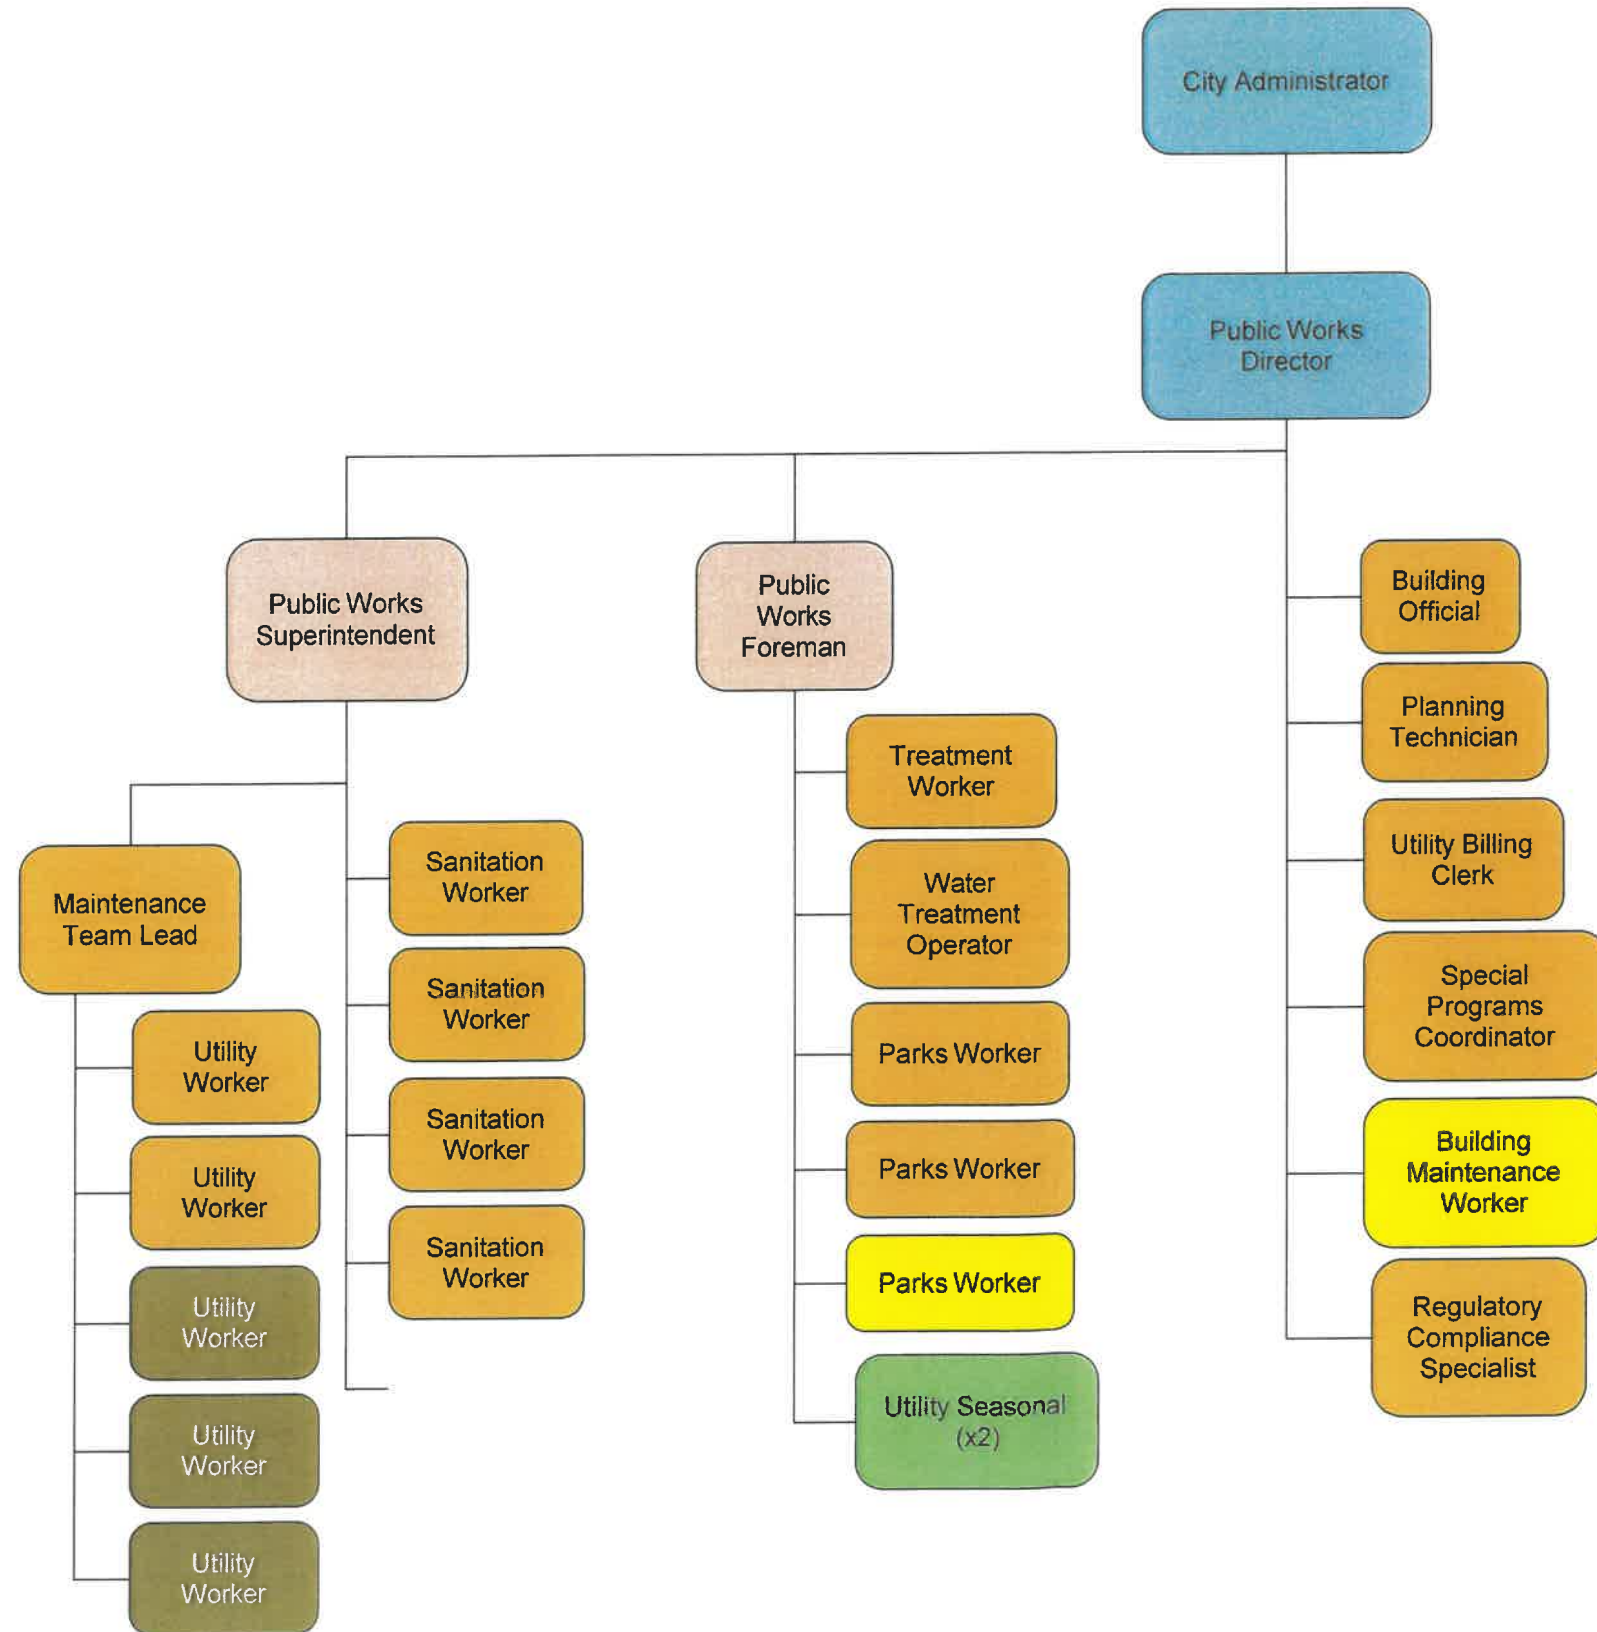 City Administrator
Public Works
Director
Public Works
Superintendent
Public
Works
Foreman
Building
Official
Planning
Technician
Utility Billing
Clerk
Special
Programs
Coordinator
Building
Maintenance
Worker
Regulatory
Compliance
Specialist
Treatment
Worker
Water
Treatment
Operator
Parks Worker
Parks Worker
Parks Worker
Utility Seasonal
(x2)
Sanitation
Worker
Sanitation
Worker
Sanitation
Worker
Sanitation
Worker
Maintenance
Team Lead
Utility
Worker
Utility
Worker
Utility
Worker
Utility
Worker
Utility
Worker